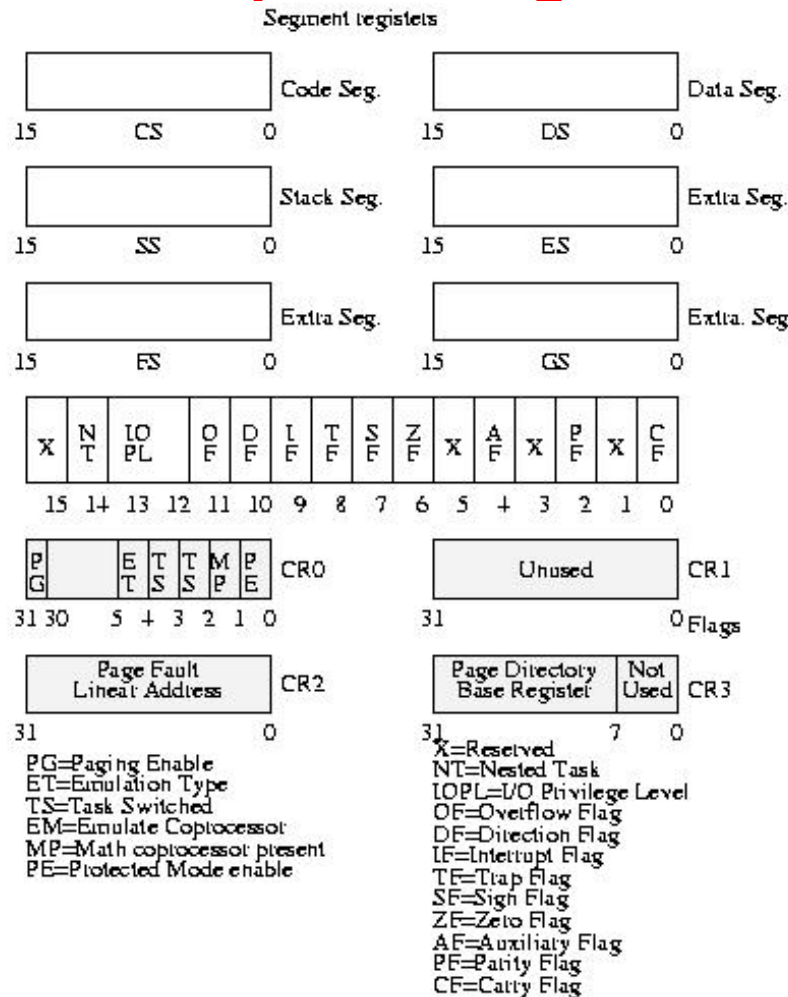 Segment registers
Code Seg. Data Seg.
15 CS 0 15 DS 0
Stack Seg. Extra Seg.
15 SS 0 15 ES 0
Extra Seg. Extra. Seg
15 FS 0 15 GS 0
X NT IOPL OF DF IF TF SF ZF X AF X PF X CF
15 14 13 12 11 10 9 8 7 6 5 4 3 2 1 0
PG ET TS TS MP PE CR0 Unused CR1
31 30 5 4 3 2 1 0 31 0 Flags
Page Fault Page Directory Not
Linear Address CR2 Base Register Used CR3
31 0 31 7 0
PG=Paging Enable
ET=Emulation Type
TS=Task Switched
EM=Emulate Coprocessor
MP=Math coprocessor present
PE=Protected Mode enable
X=Reserved
NT=Nested Task
IOPL=I/O Privilege Level
OF=Overflow Flag
DF=Direction Flag
IF=Interrupt Flag
TF=Trap Flag
SF=Sign Flag
ZF=Zero Flag
AF=Auxiliary Flag
PF=Parity Flag
CF=Carry Flag